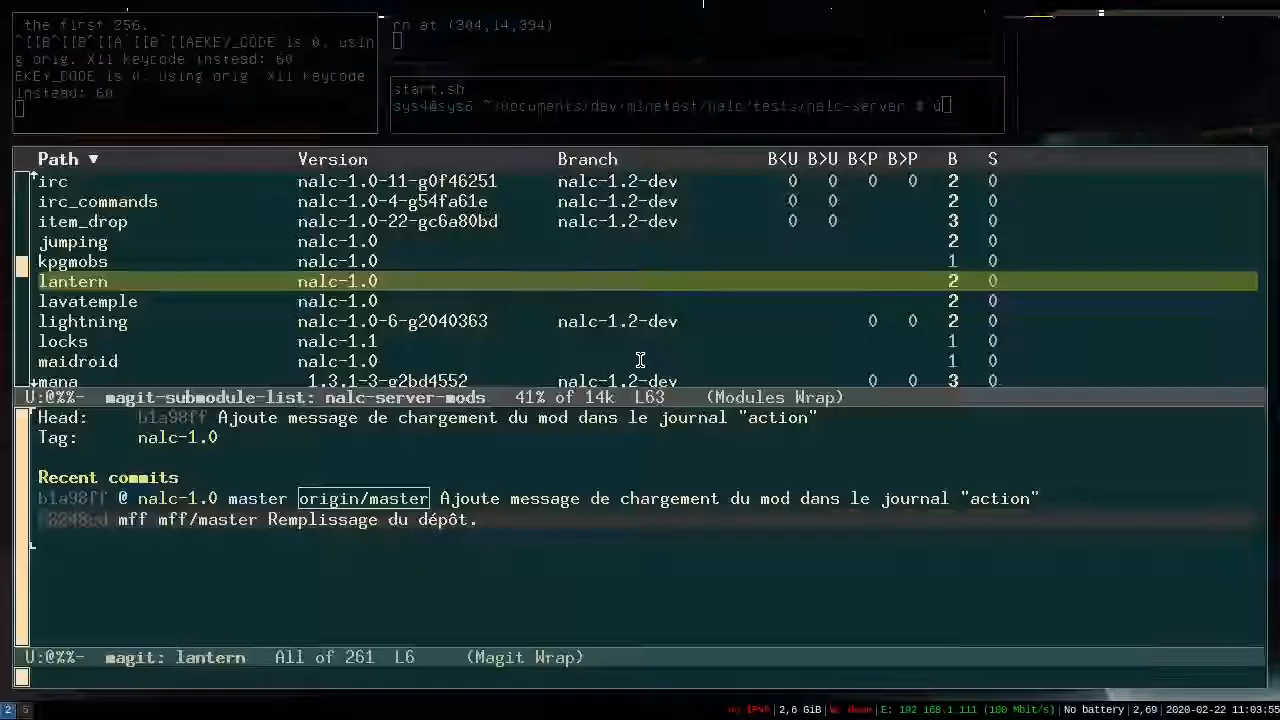 the first 256.
^[[B^[[B^[[A^[[B^[[AEKEY_CODE is 0, usin
g orig. X11 keycode instead: 60
EKEY_CODE is 0. Using orig. X11 keycode
instead: 60
rn at (304,14,394)
start.sh
sys4@sys6 ~/Documents/dev/minetest/nalc/tests/nalc-server $ u
Path ▼ Version Branch B<U B>U B<P B>P B S
irc nalc-1.0-11-g0f46251 nalc-1.2-dev 0 0 0 0 2 0
irc_commands nalc-1.0-4-g54fa61e nalc-1.2-dev 0 0 2 0
item_drop nalc-1.0-22-gc6a80bd nalc-1.2-dev 0 0 3 0
jumping nalc-1.0 2 0
kpgmobs nalc-1.0 1 0
lantern nalc-1.0 2 0
lavatemple nalc-1.0 2 0
lightning nalc-1.0-6-g2040363 nalc-1.2-dev 0 0 2 0
locks nalc-1.1 1 0
maidroid nalc-1.0 1 0
mana 1.3.1-3-g2bd4552 nalc-1.2-dev 0 0 3 0
U:@%%- magit-submodule-list: nalc-server-mods 41% of 14k L63 (Modules Wrap)
Head: b1a98ff Ajoute message de chargement du mod dans le journal "action"
Tag: nalc-1.0
Recent commits
b1a98ff @ nalc-1.0 master origin/master Ajoute message de chargement du mod dans le journal "action"
mff mff/master Remplissage du dépôt.
U:@%%- magit: lantern All of 261 L6 (Magit Wrap)
2 5 no IPv6|2,6 GiB|W: down|E: 192.168.1.111 (100 Mbit/s)|No battery|2,69|2020-02-22 11:03:55